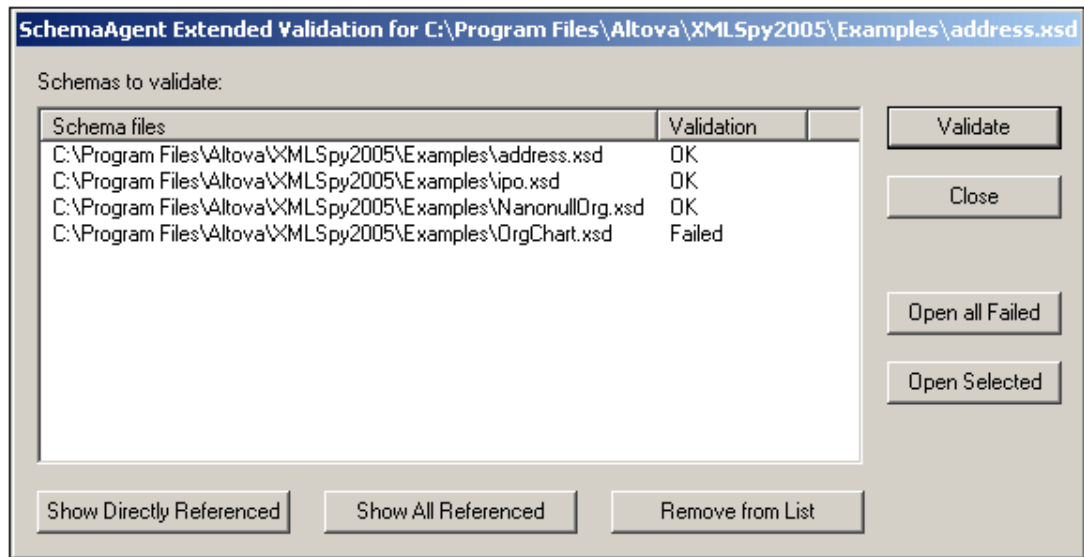 SchemaAgent Extended Validation for C:\Program Files\Altova\XMLSpy2005\Examples\address.xsd
Schemas to validate:
Schema files Validation
C:\Program Files\Altova\XMLSpy2005\Examples\address.xsd OK
C:\Program Files\Altova\XMLSpy2005\Examples\ipo.xsd OK
C:\Program Files\Altova\XMLSpy2005\Examples\NanonullOrg.xsd OK
C:\Program Files\Altova\XMLSpy2005\Examples\OrgChart.xsd Failed
Validate
Close
Open all Failed
Open Selected
Show Directly Referenced Show All Referenced Remove from List